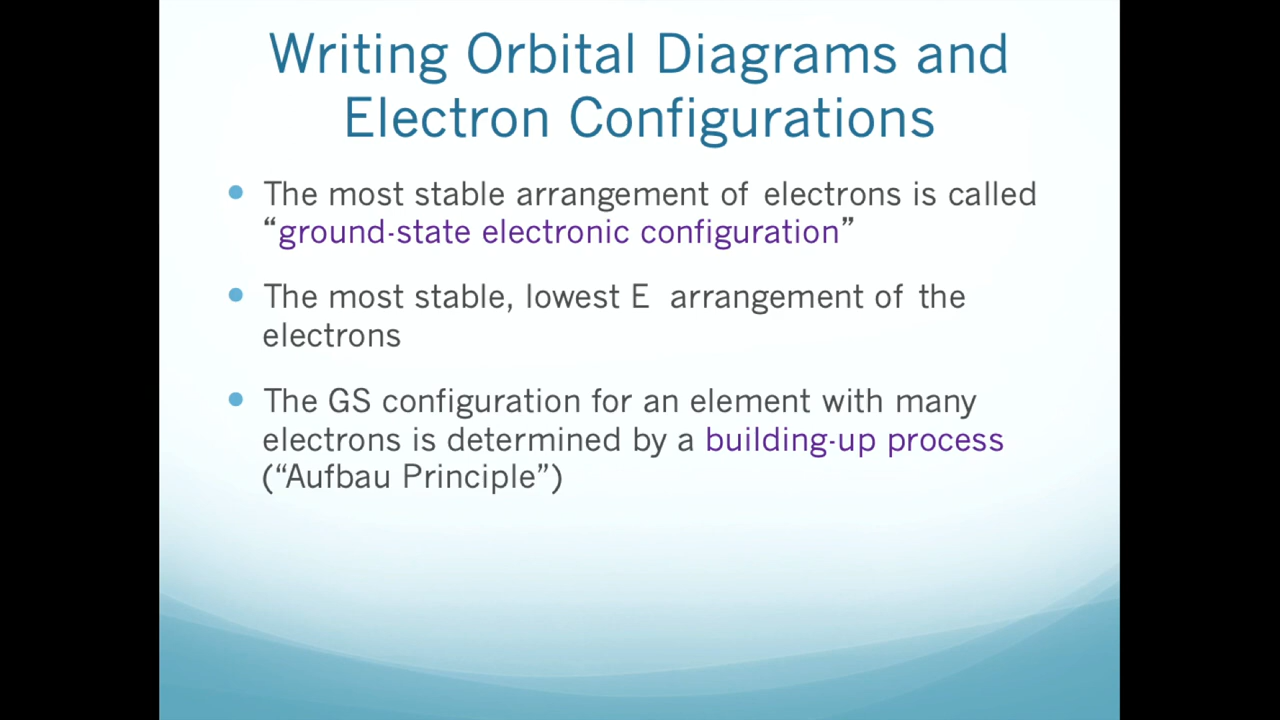 Writing Orbital Diagrams and
Electron Configurations
• The most stable arrangement of electrons is called
“ground-state electronic configuration”
• The most stable, lowest E arrangement of the
electrons
• The GS configuration for an element with many
electrons is determined by a building-up process
(“Aufbau Principle”)